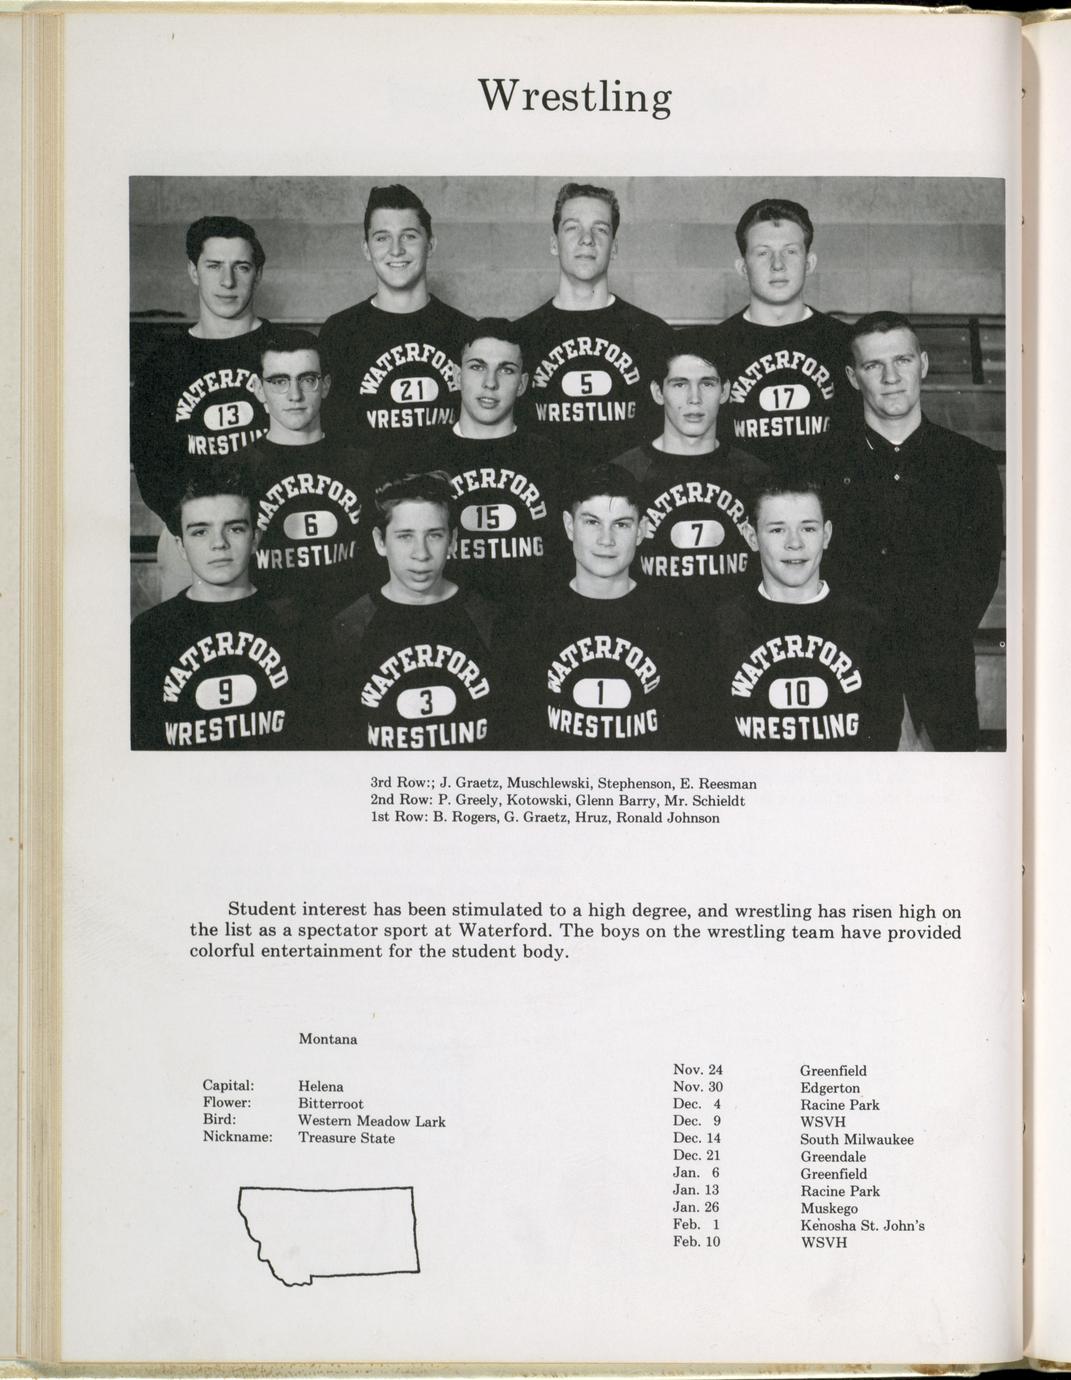 Wrestling
WATERFO
13
WRESTLIN
WATERFORD
21
WRESTLING
WATERFORD
5
WRESTLING
WATERFORD
17
WRESTLING
WATERFORD
6
WRESTLIN
WATERFORD
15
WRESTLING
WATERFORD
7
WRESTLING
WATERFORD
9
WRESTLING
WATERFORD
3
WRESTLING
WATERFORD
1
WRESTLING
WATERFORD
10
WRESTLING
3rd Row:; J. Graetz, Muschlewski, Stephenson, E. Reesman
2nd Row: P. Greely, Kotowski, Glenn Barry, Mr. Schieldt
1st Row: B. Rogers, G. Graetz, Hruz, Ronald Johnson
Student interest has been stimulated to a high degree, and wrestling has risen high on
the list as a spectator sport at Waterford. The boys on the wrestling team have provided
colorful entertainment for the student body.
Montana
Capital: Helena
Flower: Bitterroot
Bird: Western Meadow Lark
Nickname: Treasure State
Nov. 24 Greenfield
Nov. 30 Edgerton
Dec. 4 Racine Park
Dec. 9 WSVH
Dec. 14 South Milwaukee
Dec. 21 Greendale
Jan. 6 Greenfield
Jan. 13 Racine Park
Jan. 26 Muskego
Feb. 1 Kenosha St. John's
Feb. 10 WSVH